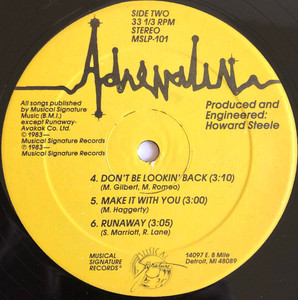 SIDE TWO
33 1/3 RPM
STEREO
MSLP-101
Adrenalin
All songs published
by Musical Signature
Music (B.M.I.)
except Runaway-
Avakok Co. Ltd.
© 1983—
Musical Signature Records
℗ 1983—
Musical Signature Records
Produced and
Engineered:
Howard Steele
4. DON'T BE LOOKIN' BACK (3:10)
(M. Gilbert, M. Romeo)
5. MAKE IT WITH YOU (3:00)
(M. Haggerty)
6. RUNAWAY (3:05)
(S. Marriott, R. Lane)
MUSICAL
SIGNATURE
RECORDS®
MUSICAL
Signature
14097 E. 8 Mile
Detroit, MI 48089